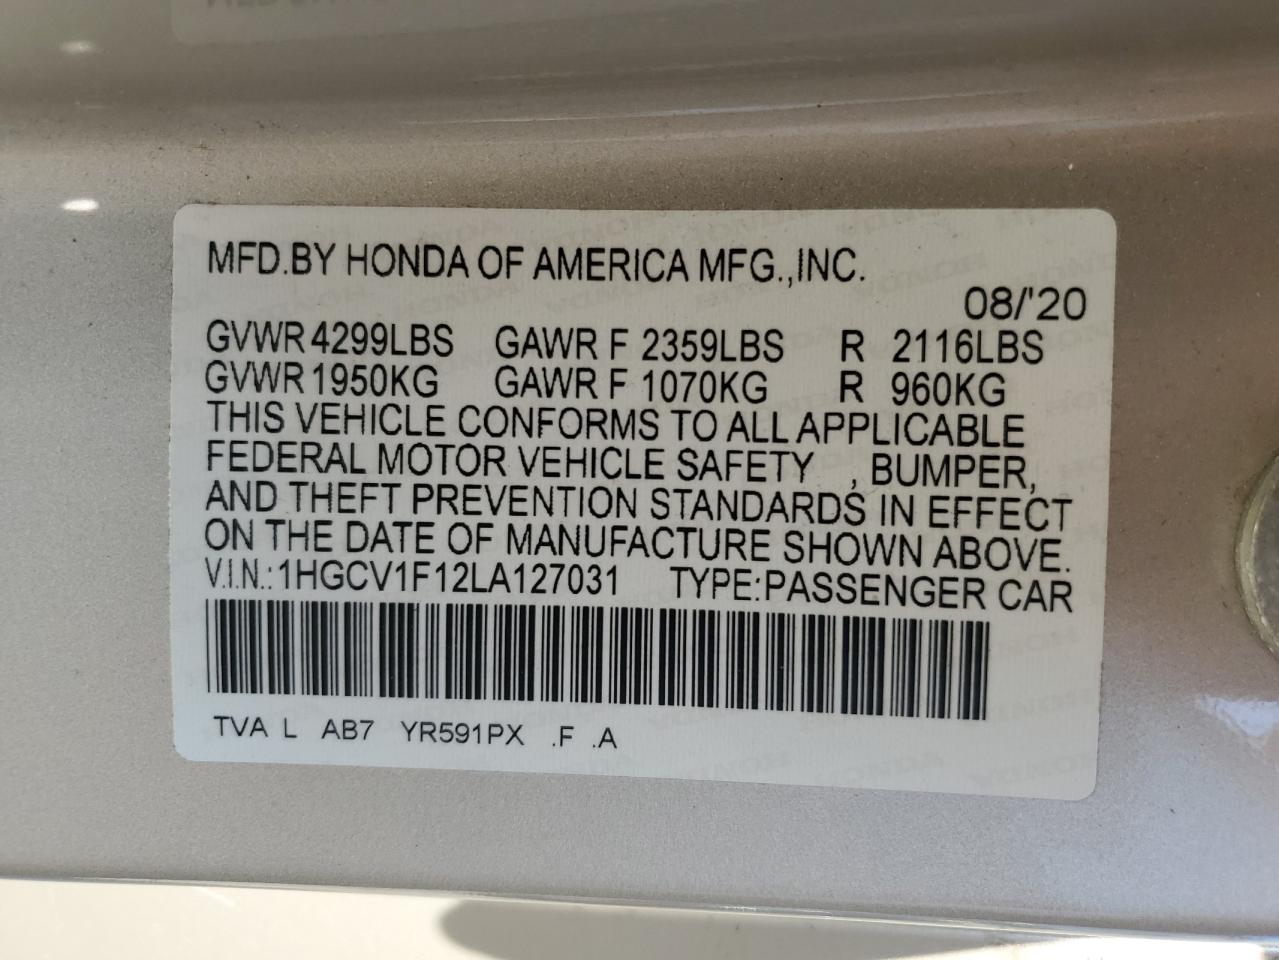 MFD.BY HONDA OF AMERICA MFG.,INC.
08/'20
GVWR 4299LBS GAWR F 2359LBS R 2116LBS
GVWR 1950KG GAWR F 1070KG R 960KG
THIS VEHICLE CONFORMS TO ALL APPLICABLE
FEDERAL MOTOR VEHICLE SAFETY , BUMPER,
AND THEFT PREVENTION STANDARDS IN EFFECT
ON THE DATE OF MANUFACTURE SHOWN ABOVE.
V.I.N.:1HGCV1F12LA127031 TYPE:PASSENGER CAR
TVA L AB7 YR591PX .F .A